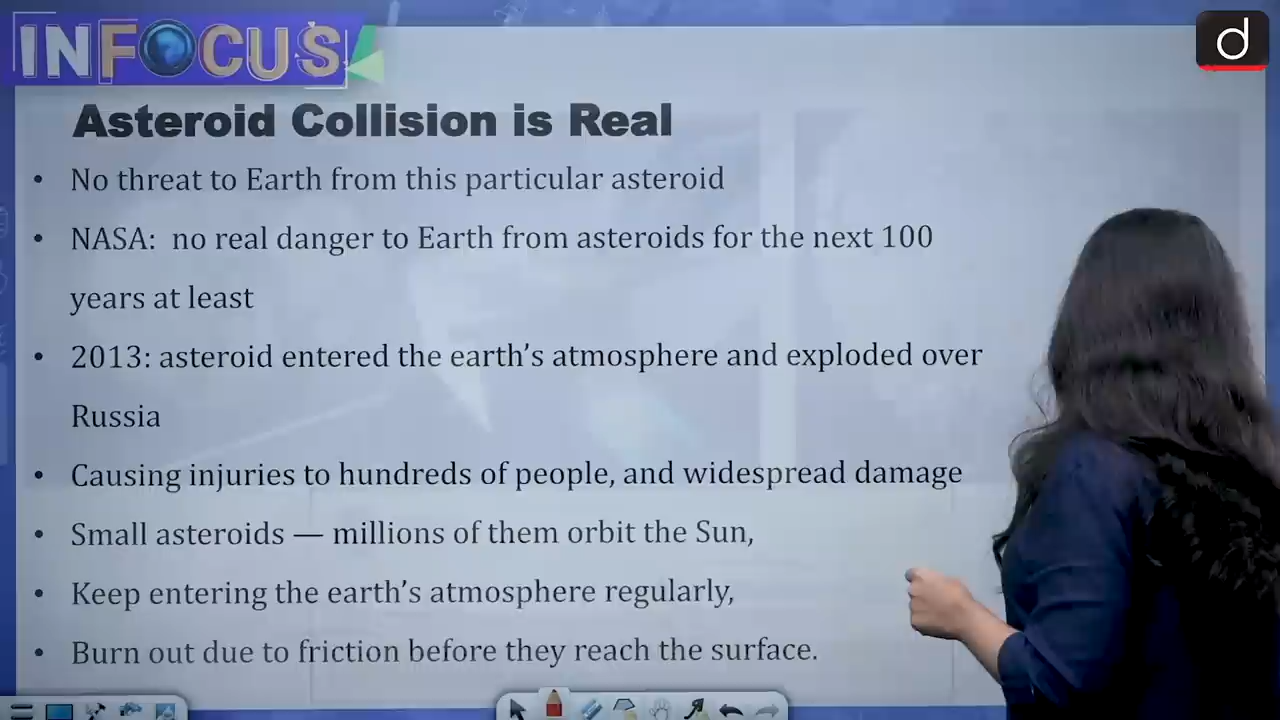 INFOCUS
d
Asteroid Collision is Real
• No threat to Earth from this particular asteroid
• NASA: no real danger to Earth from asteroids for the next 100
years at least
• 2013: asteroid entered the earth’s atmosphere and exploded over
Russia
• Causing injuries to hundreds of people, and widespread damage
• Small asteroids — millions of them orbit the Sun,
• Keep entering the earth’s atmosphere regularly,
• Burn out due to friction before they reach the surface.